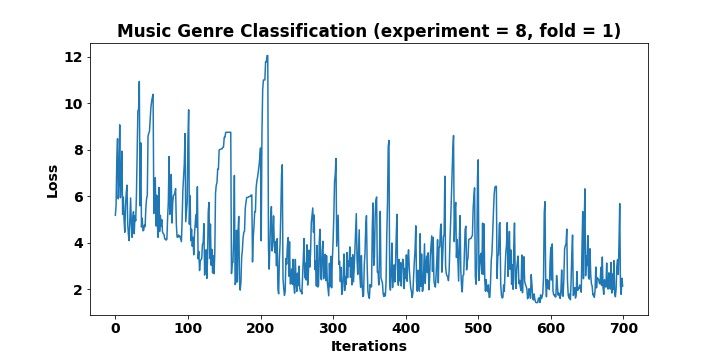 Music Genre Classification (experiment = 8, fold = 1)
12
10
8
6
4
2
Loss
0 100 200 300 400 500 600 700
Iterations